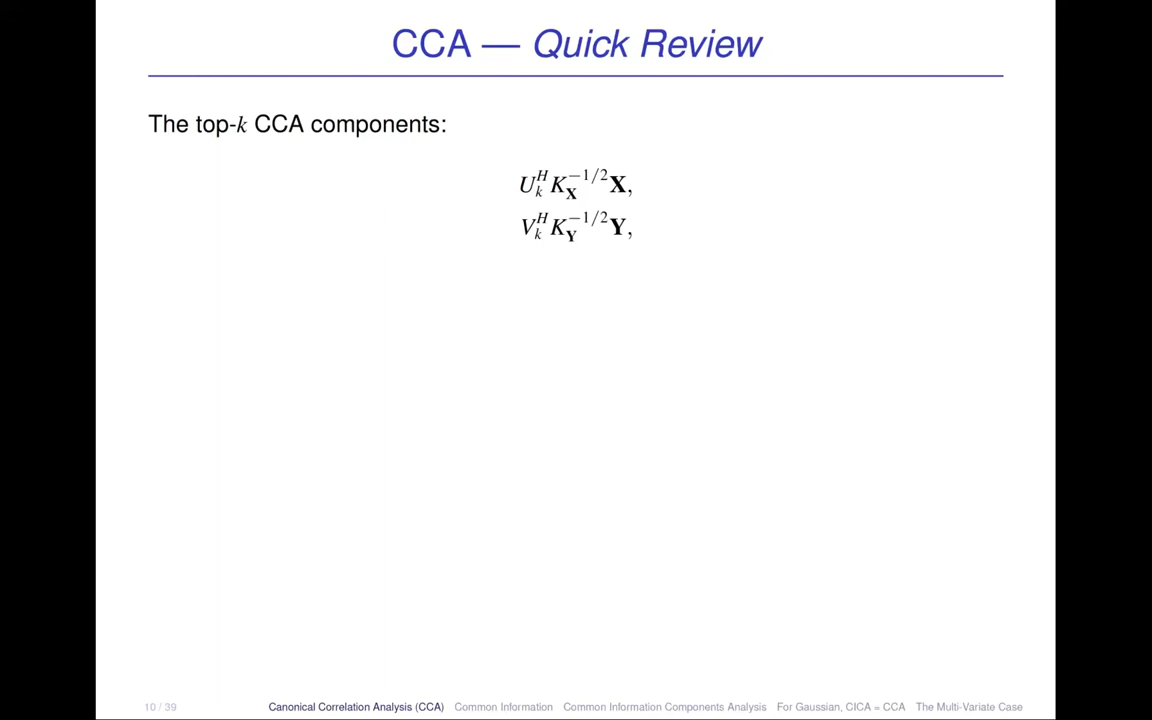 CCA — Quick Review
The top-k CCA components:
U_k^H K_X^{-1/2} X,
V_k^H K_Y^{-1/2} Y,
10 / 39 Canonical Correlation Analysis (CCA) Common Information Common Information Components Analysis For Gaussian, CICA = CCA The Multi-Variate Case